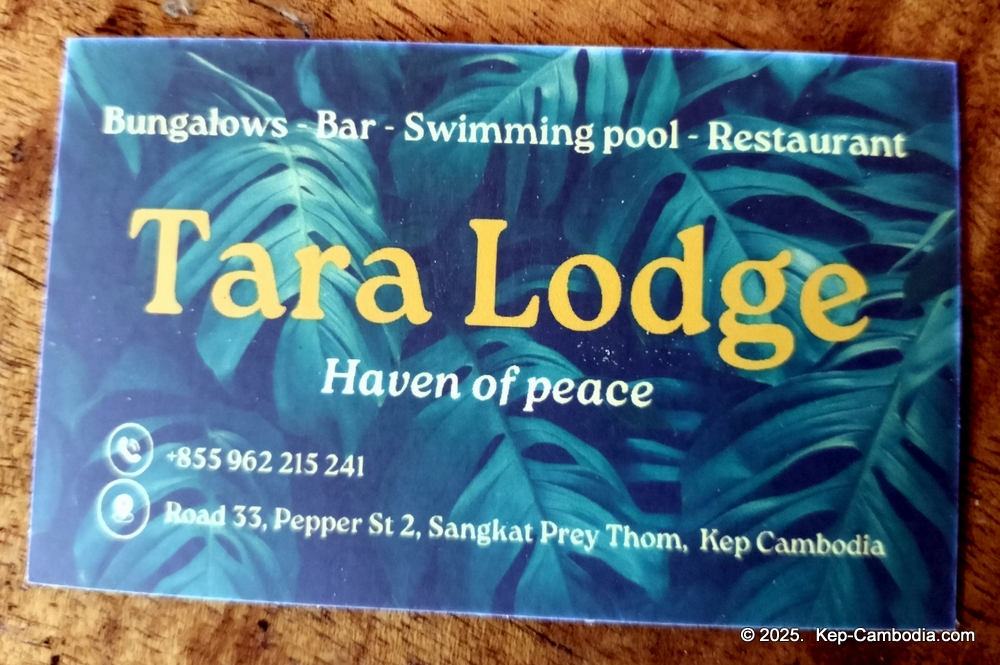 Bungalows - Bar - Swimming pool - Restaurant
Tara Lodge
Haven of peace
+855 962 215 241
Road 33, Pepper St 2, Sangkat Prey Thom, Kep Cambodia
© 2025. Kep-Cambodia.com